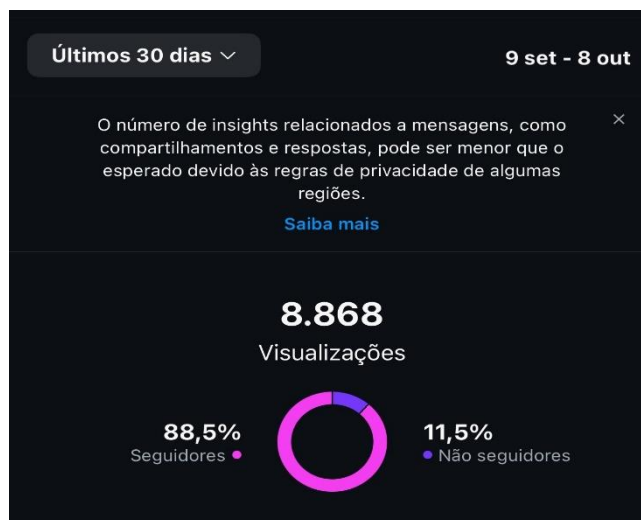 Últimos 30 dias
9 set - 8 out
O número de insights relacionados a mensagens, como
compartilhamentos e respostas, pode ser menor que o
esperado devido às regras de privacidade de algumas
regiões.
Saiba mais
8.868
Visualizações
88,5%
Seguidores
11,5%
Não seguidores